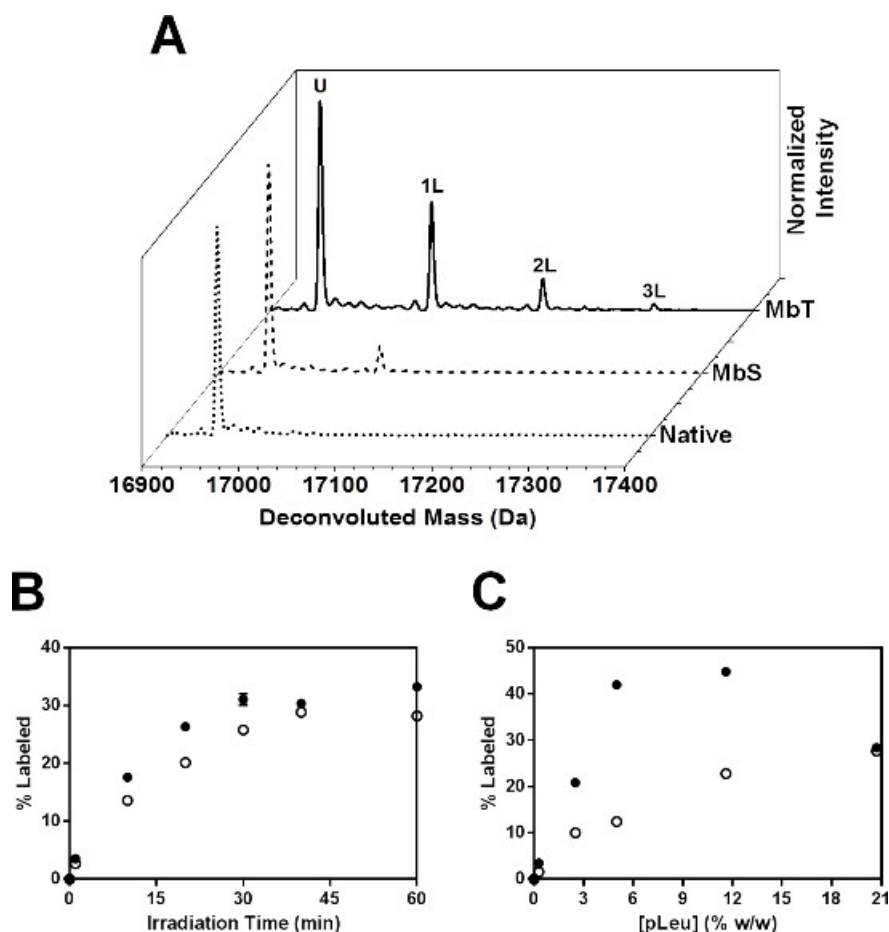 A
U
1L
2L
3L
Normalized
Intensity
MbT
MbS
Native
16900 17000 17100 17200 17300 17400
Deconvoluted Mass (Da)
B
40
30
20
10
0
% Labeled
0 15 30 45 60
Irradiation Time (min)
C
50
40
30
20
10
0
% Labeled
0 3 6 9 12 15 18 21
[pLeu] (% w/w)